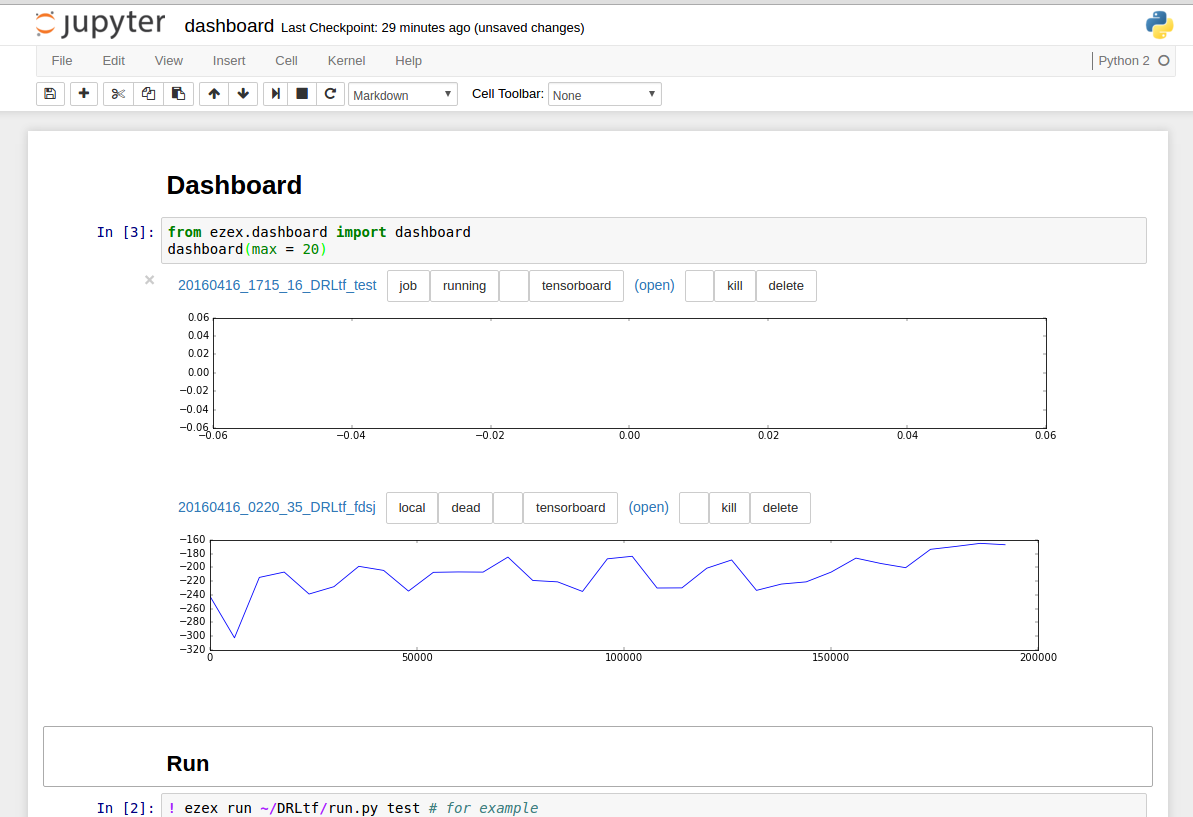 jupyter dashboard Last Checkpoint: 29 minutes ago (unsaved changes)
File Edit View Insert Cell Kernel Help Python 2
Markdown Cell Toolbar: None
Dashboard
In [3]: from ezex.dashboard import dashboard
dashboard(max = 20)
× 20160416_1715_16_DRLtf_test job running tensorboard (open) kill delete
0.06
0.04
0.02
0.00
−0.02
−0.04
−0.06
−0.06 −0.04 −0.02 0.00 0.02 0.04 0.06
20160416_0220_35_DRLtf_fdsj local dead tensorboard (open) kill delete
−160
−180
−200
−220
−240
−260
−280
−300
−320
0 50000 100000 150000 200000
Run
In [2]: ! ezex run ~/DRLtf/run.py test # for example